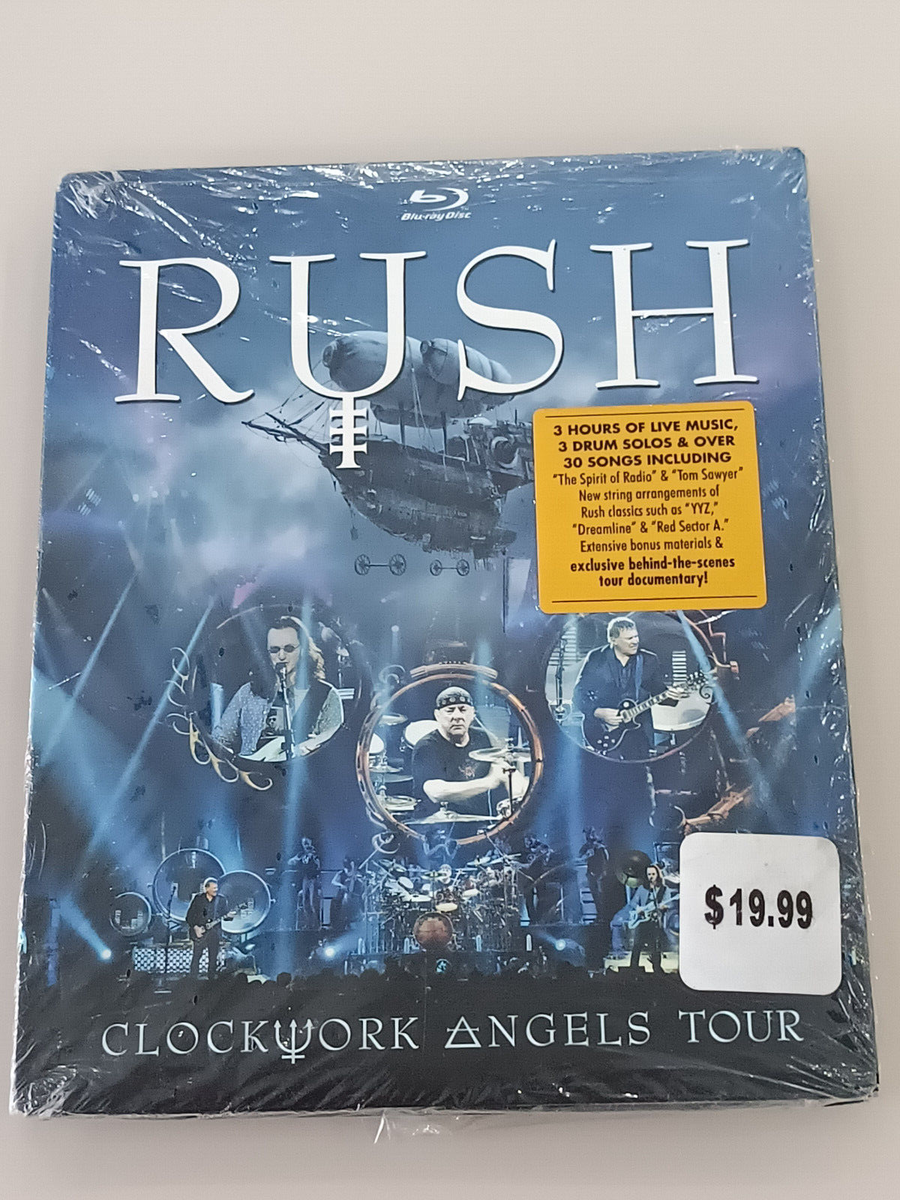 Blu-ray Disc
RUSH
3 HOURS OF LIVE MUSIC,
3 DRUM SOLOS & OVER
30 SONGS INCLUDING
"The Spirit of Radio" & "Tom Sawyer"
New string arrangements of
Rush classics such as "YYZ,"
"Dreamline" & "Red Sector A."
Extensive bonus materials &
exclusive behind-the-scenes
tour documentary!
$19.99
CLOCKWORK ANGELS TOUR